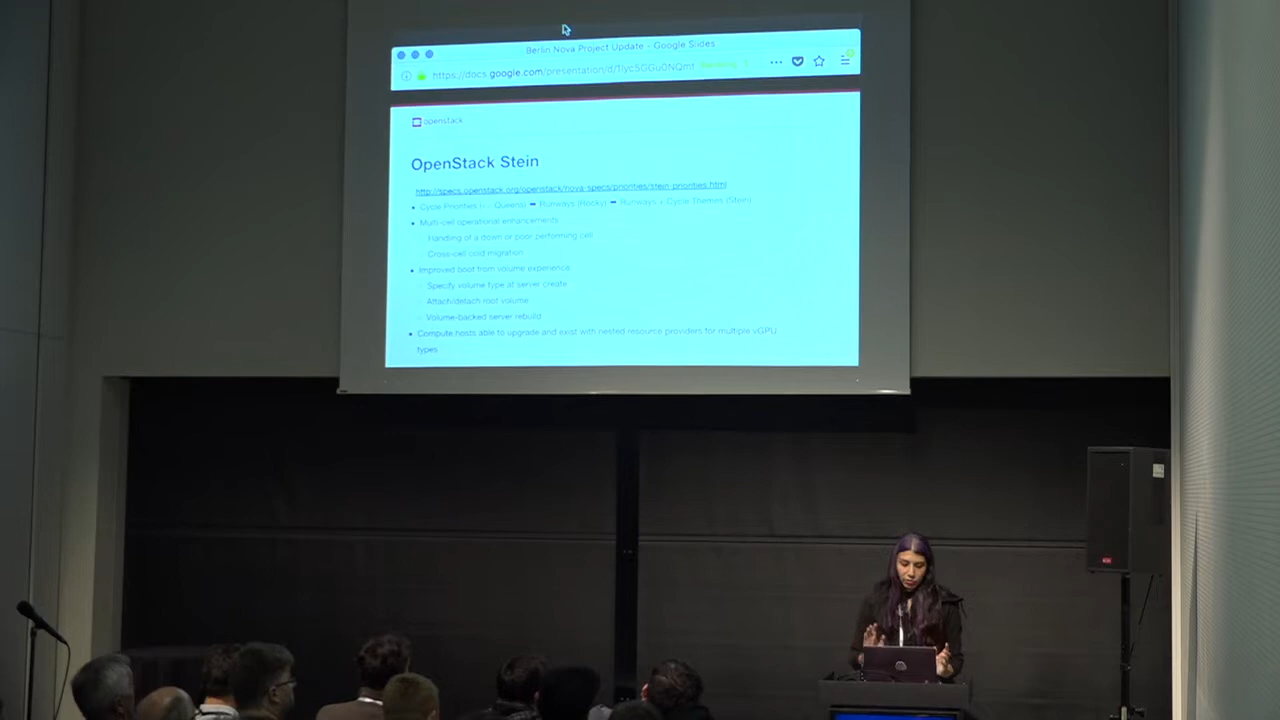 Berlin Nova Project Update - Google Slides
https://docs.google.com/presentation/d/1Iyc5GGu0NQmt
openstack
OpenStack Stein
http://specs.openstack.org/openstack/nova-specs/priorities/stein-priorities.html
• Cycle Priorities Queens) ➡ Runways (Rocky) ➡ Runways + Cycle Themes (Stein)
• Multi-cell operational enhancements
Handling of a down or poor performing cell
Cross-cell cold migration
• Improved boot from volume experience
Specify volume type at server create
Attach/detach root volume
Volume-backed server rebuild
• Compute hosts able to upgrade and exist with nested resource providers for multiple vGPU
types